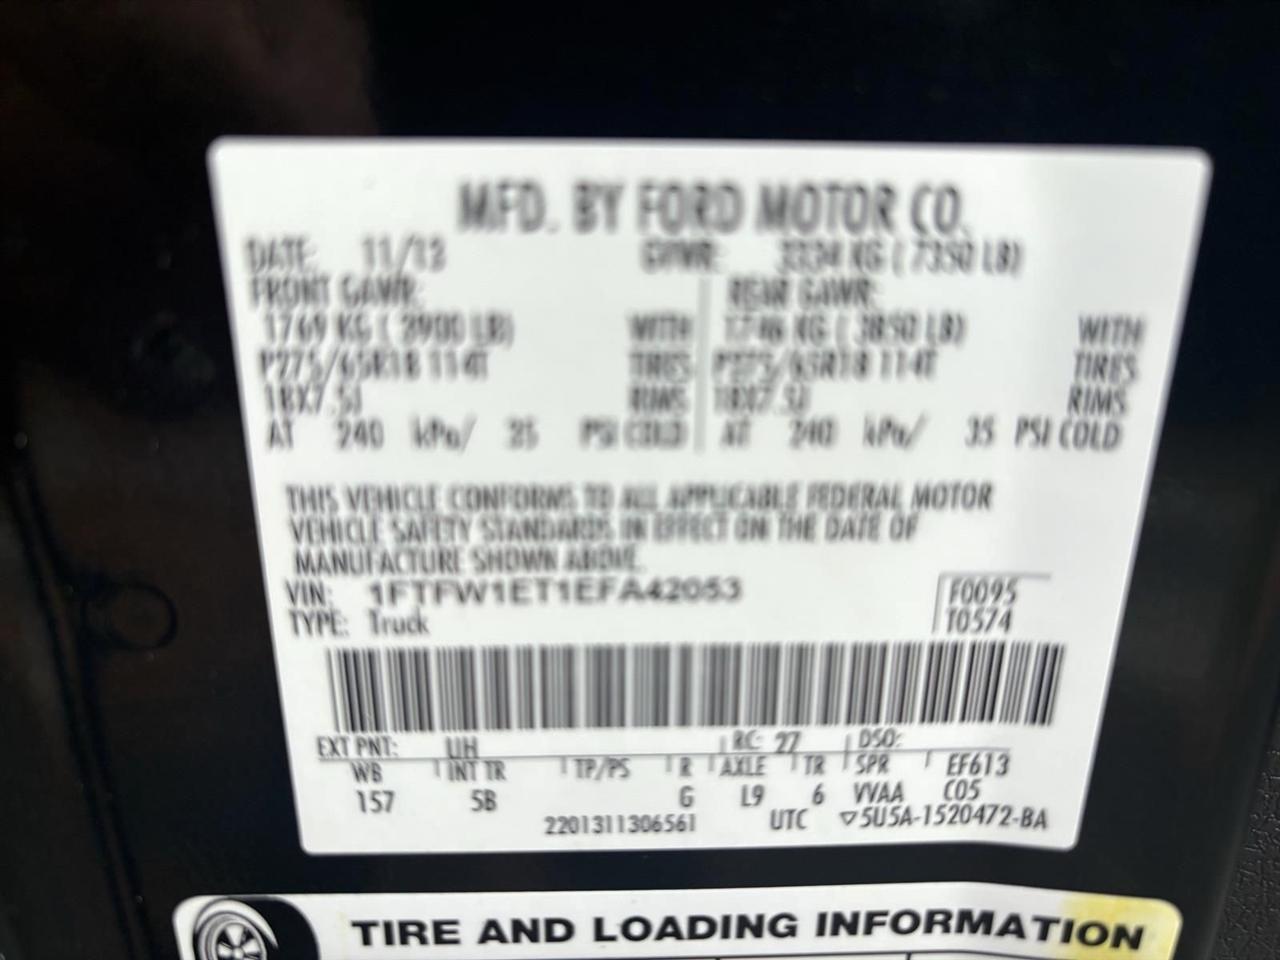 MFD. BY FORD MOTOR CO.
DATE: 11/13 GVWR: 3334 KG ( 7350 LB)
FRONT GAWR: REAR GAWR:
1769 KG ( 3900 LB) WITH 1746 KG ( 3850 LB) WITH
P275/65R18 114T TIRES P275/65R18 114T TIRES
18X7.5J RIMS 18X7.5J RIMS
AT 240 kPa/ 35 PSI COLD AT 240 kPa/ 35 PSI COLD
THIS VEHICLE CONFORMS TO ALL APPLICABLE FEDERAL MOTOR
VEHICLE SAFETY STANDARDS IN EFFECT ON THE DATE OF
MANUFACTURE SHOWN ABOVE.
VIN: 1FTFW1ET1EFA42053 F0095
TYPE: Truck T0574
EXT PNT: UH RC: 27 DSO:
WB INT TR TP/PS R AXLE TR SPR EF613
157 5B G L9 6 VVAA C05
2201311306561 UTC ▽5U5A-1520472-BA
TIRE AND LOADING INFORMATION